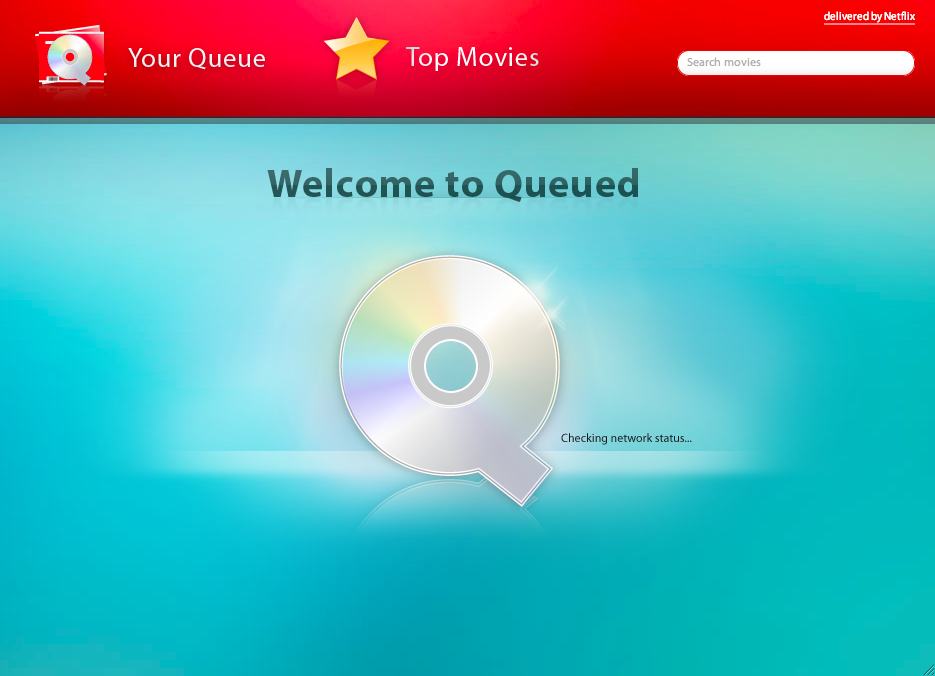 delivered by Netflix
Your Queue
Top Movies
Search movies
Welcome to Queued
Checking network status...